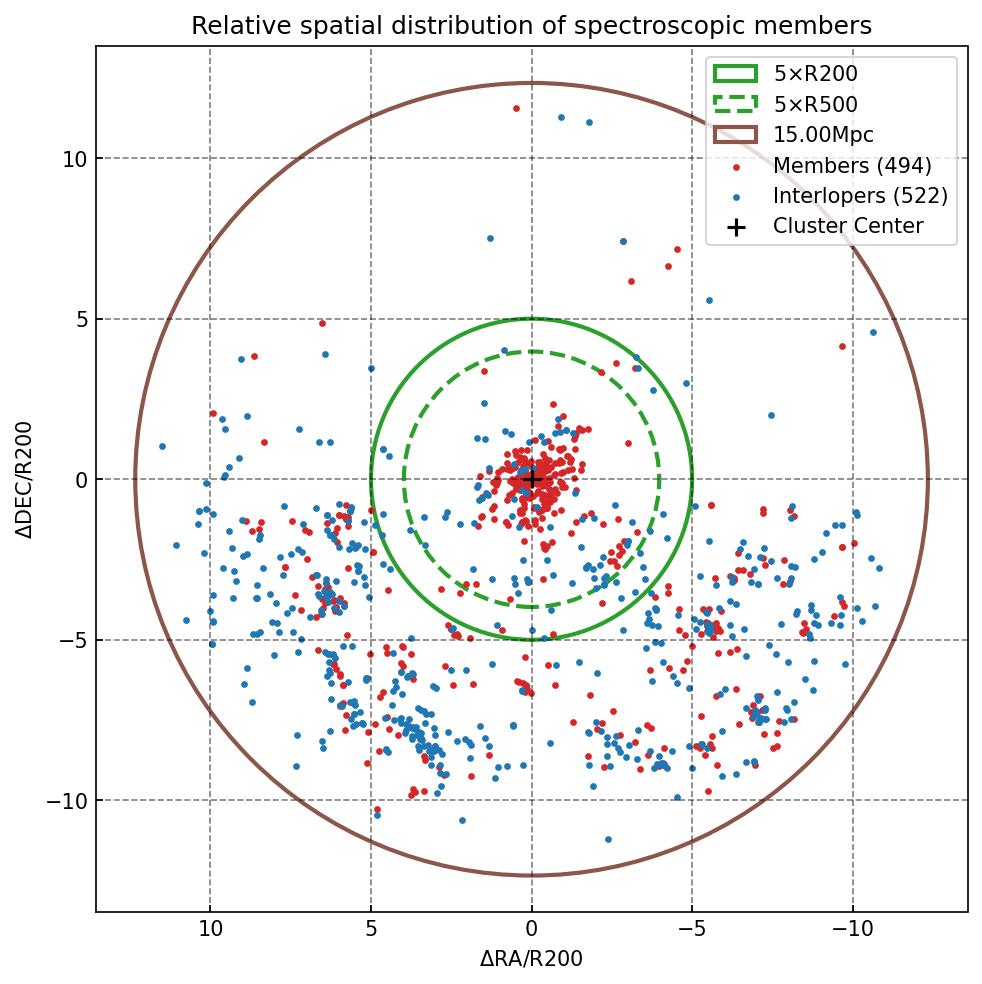 Relative spatial distribution of spectroscopic members
5×R200
5×R500
15.00Mpc
Members (494)
Interlopers (522)
Cluster Center
ΔDEC/R200
10
5
0
−5
−10
10
5
0
−5
−10
ΔRA/R200